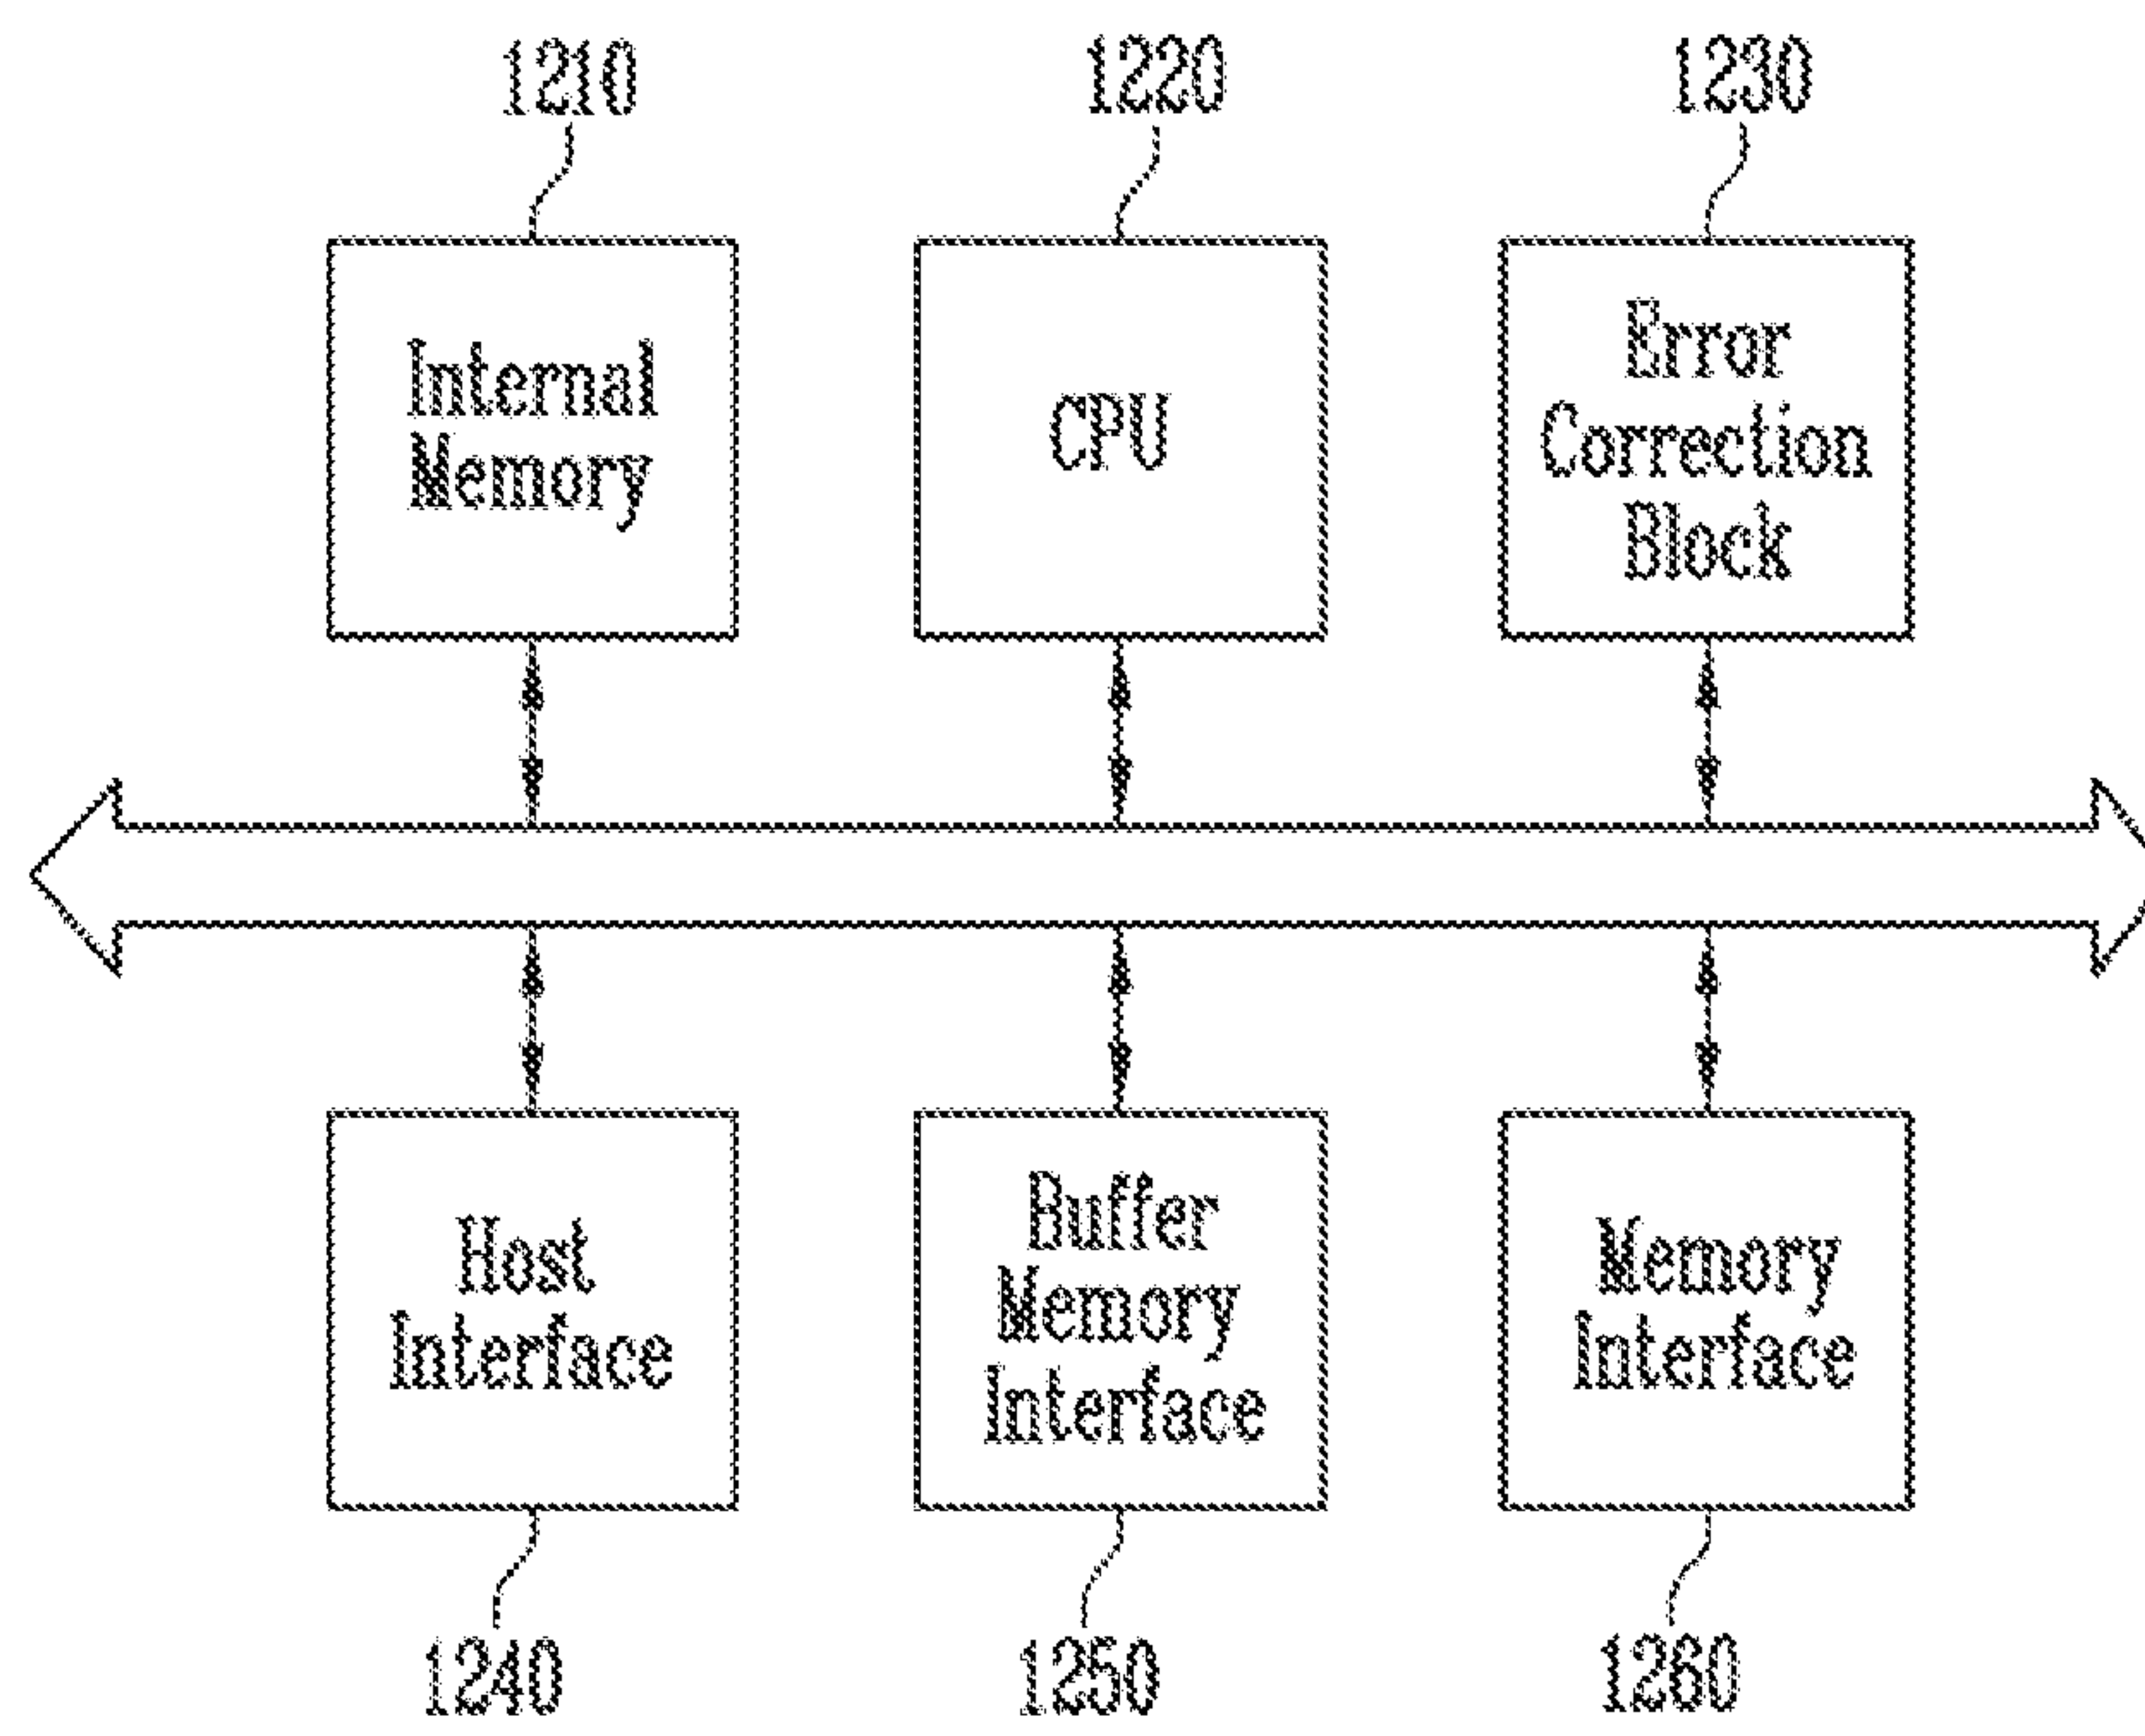 1210 1220 1230
Internal
Memory
CPU
Error
Correction
Block
Host
Interface
Buffer
Memory
Interface
Memory
Interface
1240 1250 1260